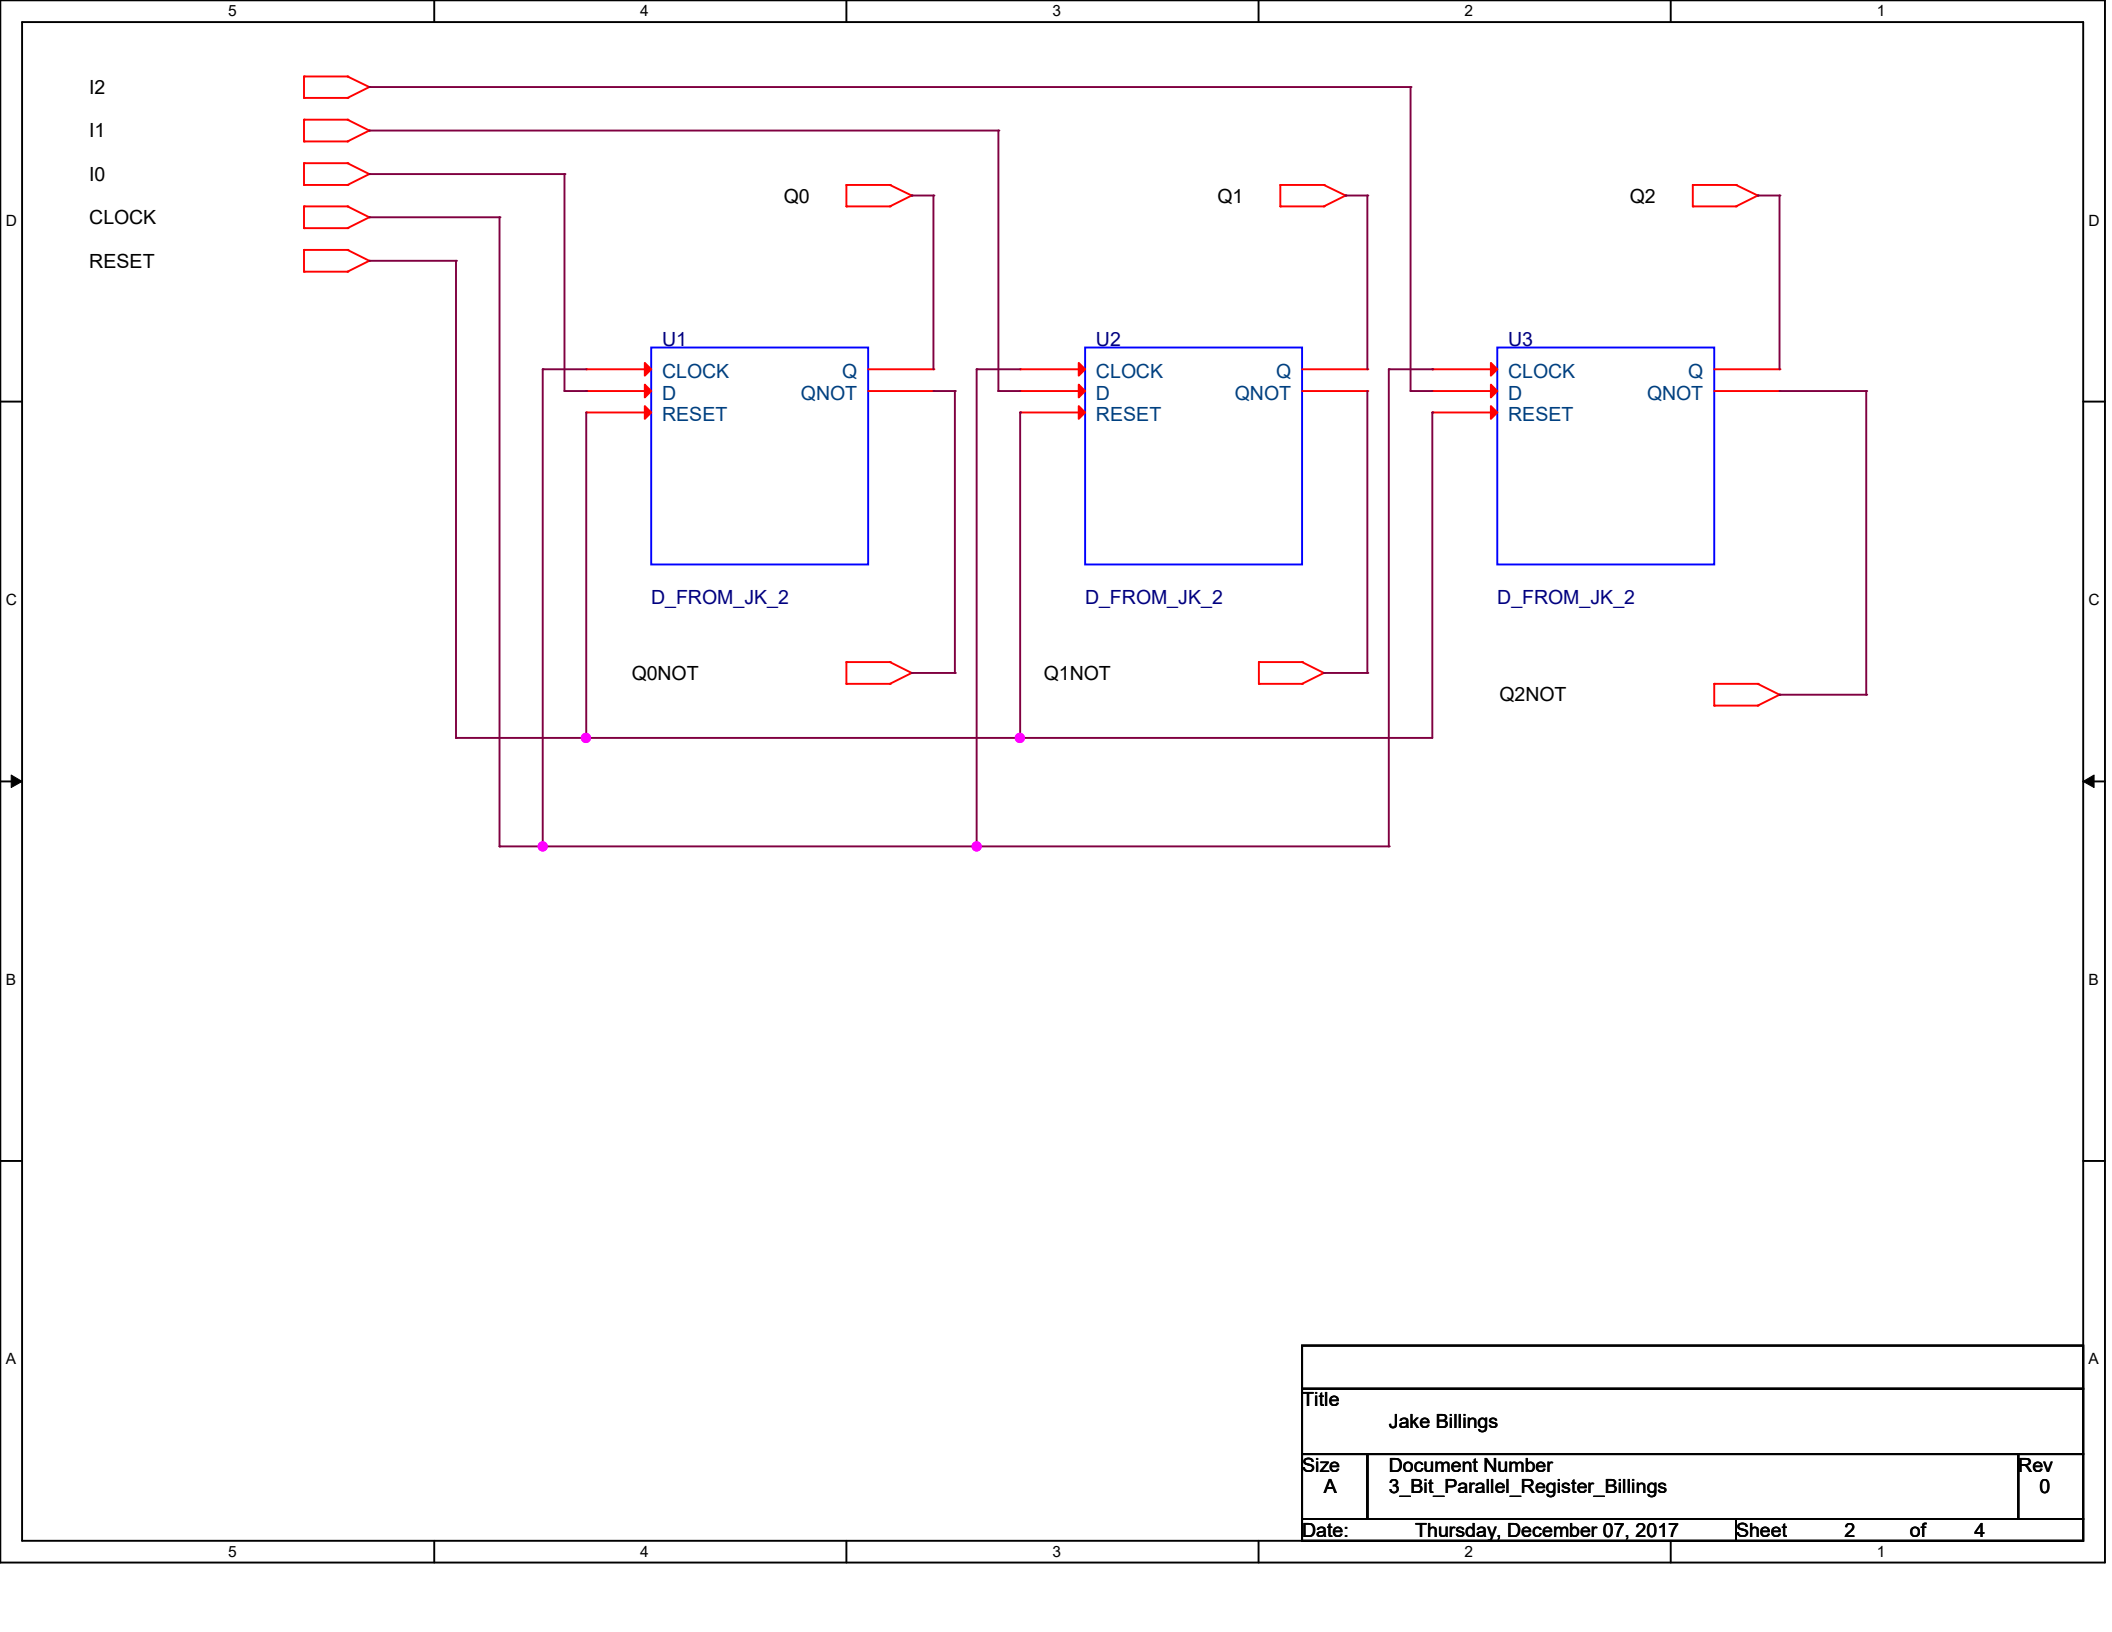 5 4 3 2 1
I2
I1
I0
Q0 Q1 Q2
CLOCK
D D
RESET
U1 U2 U3
CLOCK Q CLOCK Q CLOCK Q
D QNOT D QNOT D QNOT
RESET RESET RESET
D_FROM_JK_2 D_FROM_JK_2 D_FROM_JK_2
C C
Q0NOT Q1NOT
Q2NOT
B B
A A
Title
Jake Billings
Size Document Number Rev
A 3_Bit_Parallel_Register_Billings 0
Date: Thursday, December 07, 2017 Sheet 2 of 4
5 4 3 2 1